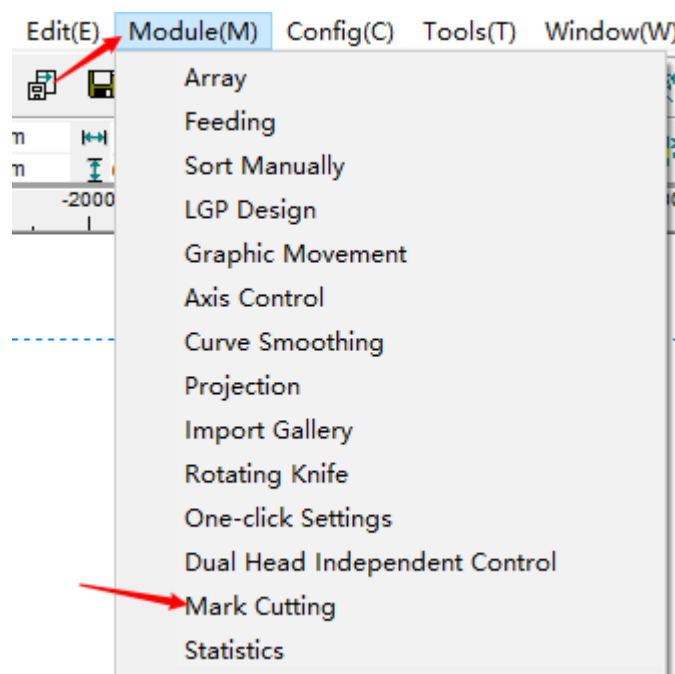 Edit(E) Module(M) Config(C) Tools(T) Window(W)
Array
Feeding
m
Sort Manually
m
-2000
LGP Design
Graphic Movement
Axis Control
Curve Smoothing
Projection
Import Gallery
Rotating Knife
One-click Settings
Dual Head Independent Control
Mark Cutting
Statistics